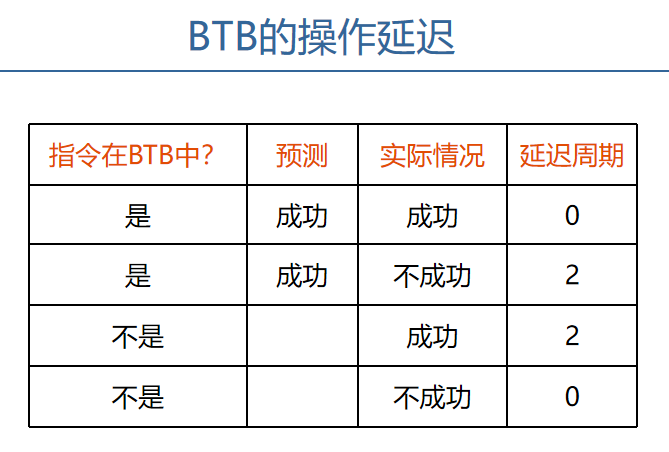 BTB的操作延迟
指令在BTB中? 预测 实际情况 延迟周期
是 成功 成功 0
是 成功 不成功 2
不是 成功 2
不是 不成功 0